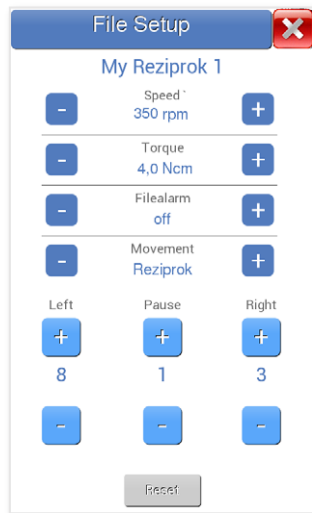 File Setup
My Reziprok 1
Speed `
- 350 rpm +
Torque
- 4,0 Ncm +
Filealarm
- off +
Movement
- Reziprok +
Left Pause Right
+ + +
8 1 3
- - -
Reset